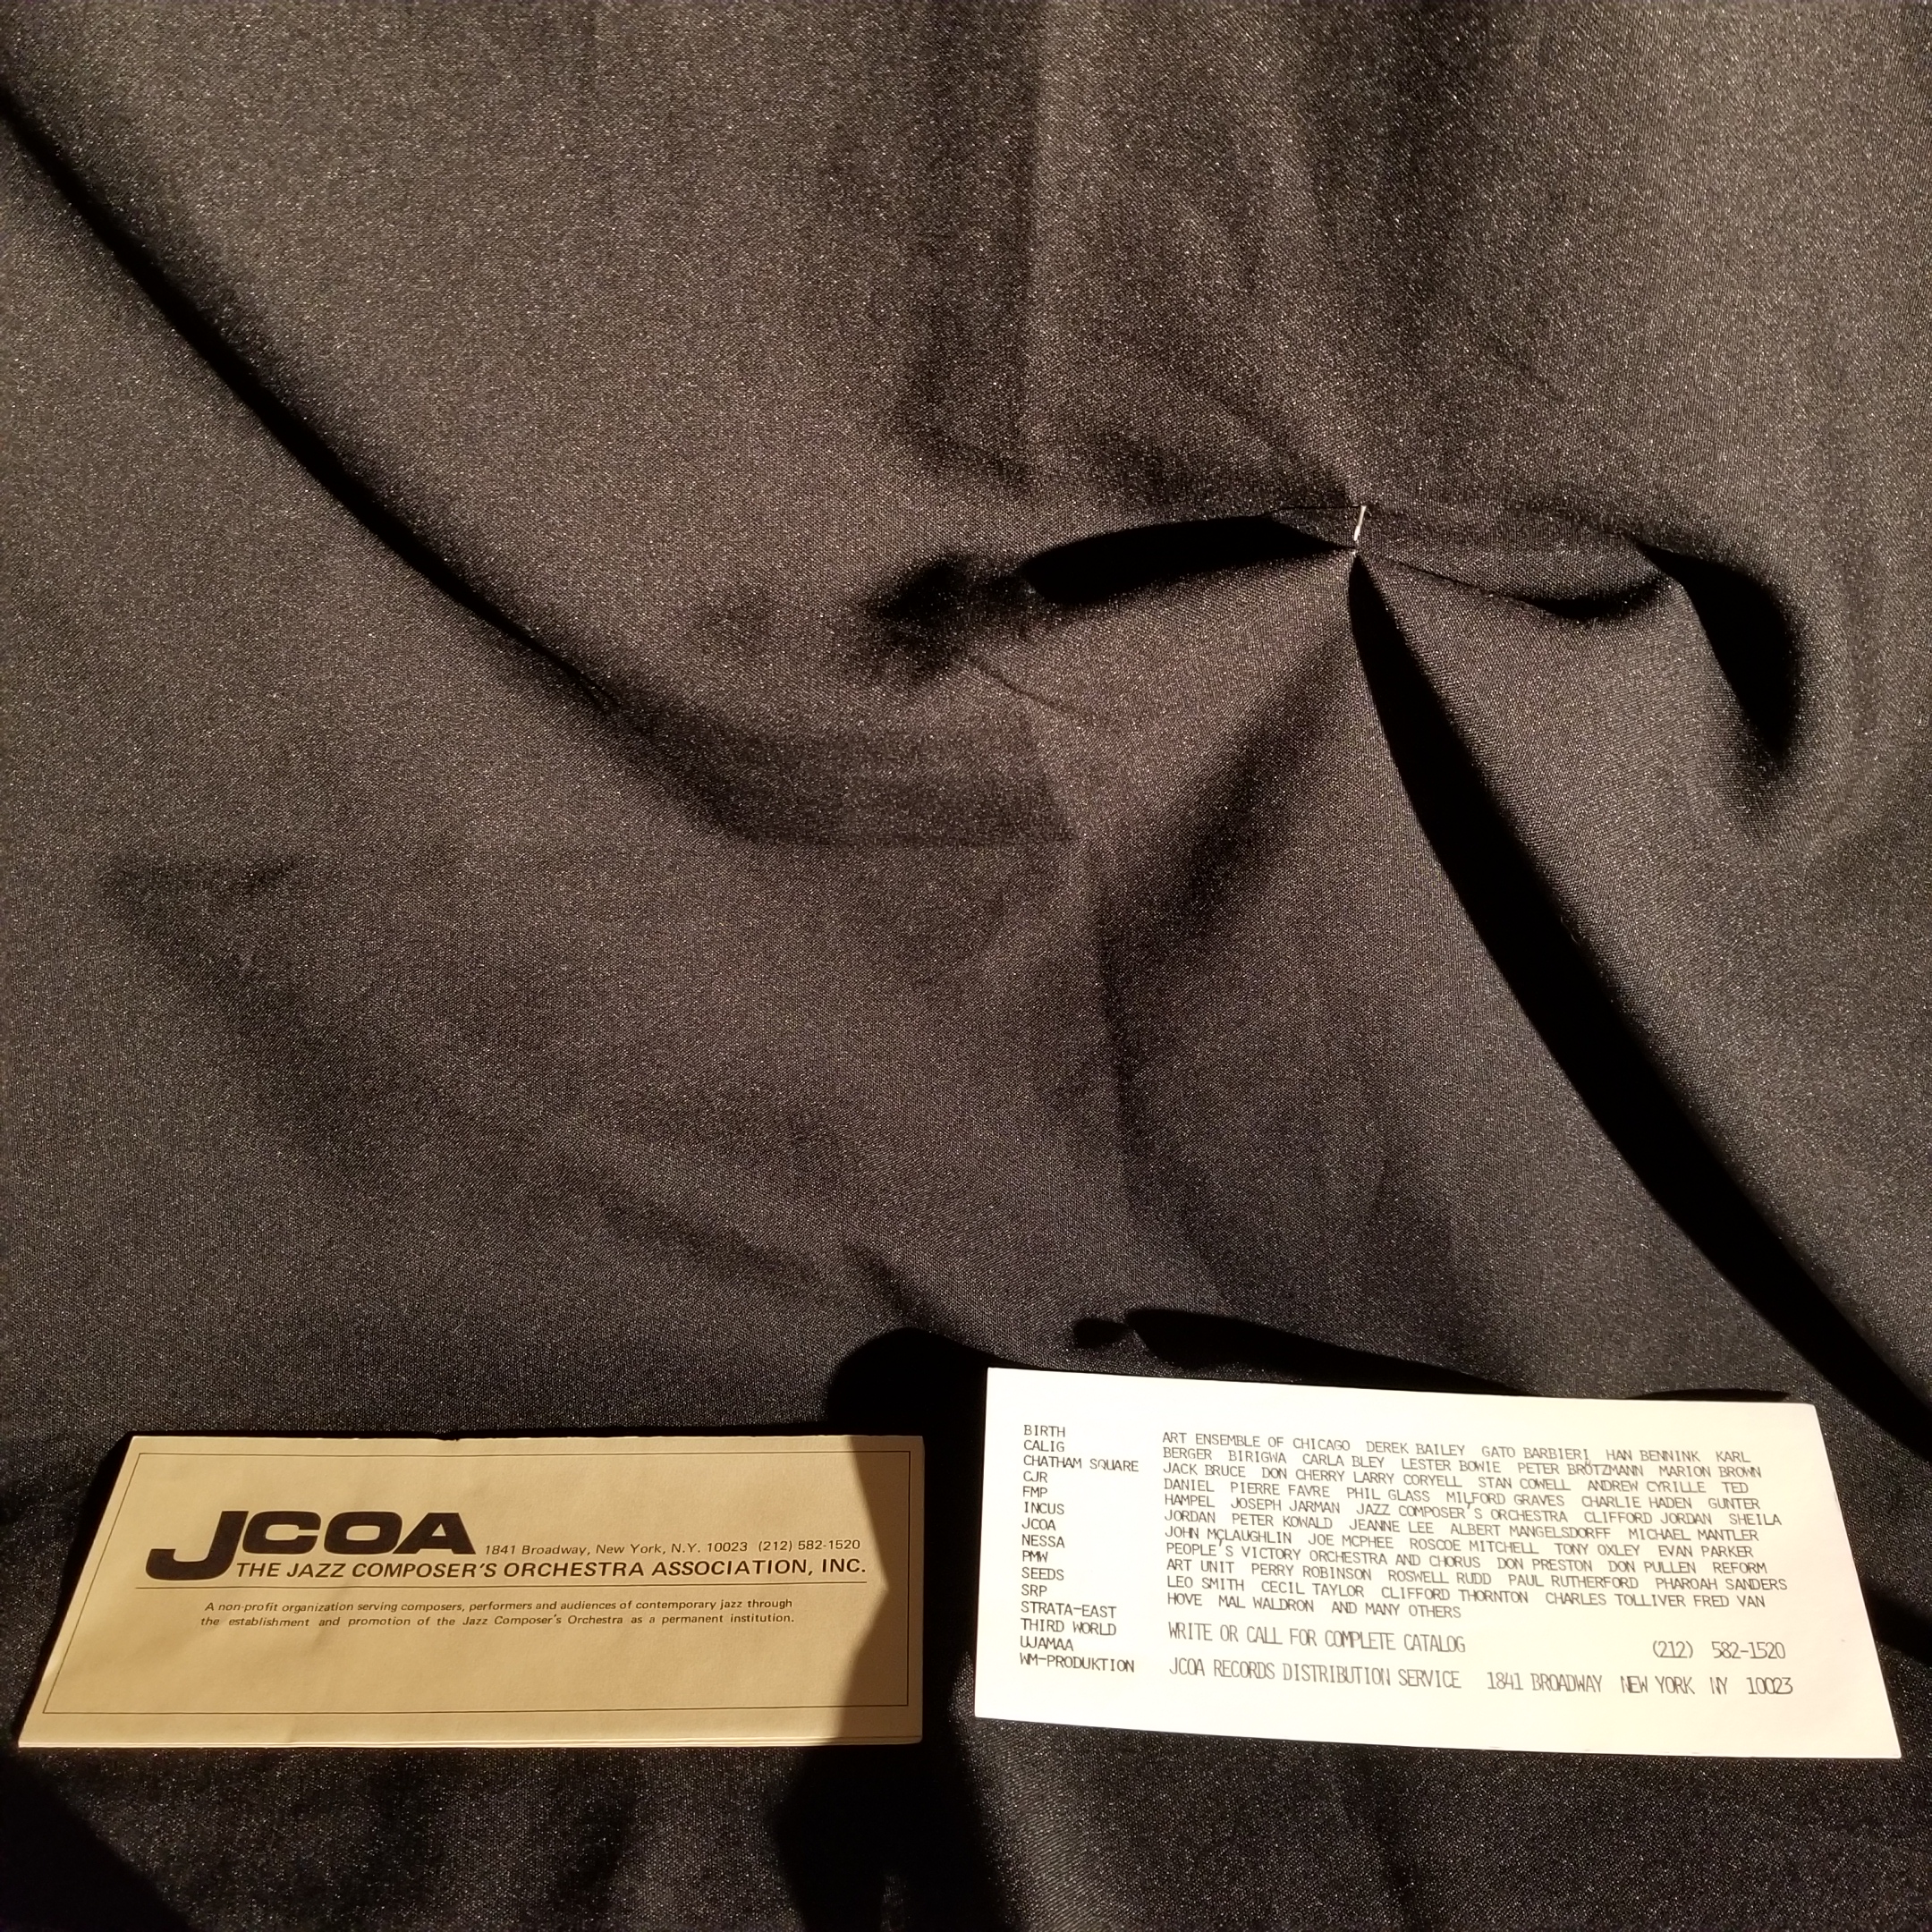 JCOA 1841 Broadway, New York, N.Y. 10023 (212) 582-1520
THE JAZZ COMPOSER'S ORCHESTRA ASSOCIATION, INC.
A non-profit organization serving composers, performers and audiences of contemporary jazz through
the establishment and promotion of the Jazz Composer's Orchestra as a permanent institution.
BIRTH
CALIG
CHATHAM SQUARE
CJR
FMP
INCUS
JCOA
NESSA
PMW
SEEDS
SRP
STRATA-EAST
THIRD WORLD
UJAMAA
WM-PRODUKTION
ART ENSEMBLE OF CHICAGO DEREK BAILEY GATO BARBIERI HAN BENNINK KARL
BERGER BIRIGWA CARLA BLEY LESTER BOWIE PETER BRÖTZMANN MARION BROWN
JACK BRUCE DON CHERRY LARRY CORYELL STAN COWELL ANDREW CYRILLE TED
DANIEL PIERRE FAVRE PHIL GLASS MILFORD GRAVES CHARLIE HADEN GUNTER
HAMPEL JOSEPH JARMAN JAZZ COMPOSER'S ORCHESTRA CLIFFORD JORDAN SHEILA
JORDAN PETER KOWALD JEANNE LEE ALBERT MANGELSDORFF MICHAEL MANTLER
JOHN MCLAUGHLIN JOE MCPHEE ROSCOE MITCHELL TONY OXLEY EVAN PARKER
PEOPLE'S VICTORY ORCHESTRA AND CHORUS DON PRESTON DON PULLEN REFORM
ART UNIT PERRY ROBINSON ROSWELL RUDD PAUL RUTHERFORD PHAROAH SANDERS
LEO SMITH CECIL TAYLOR CLIFFORD THORNTON CHARLES TOLLIVER FRED VAN
HOVE MAL WALDRON AND MANY OTHERS
WRITE OR CALL FOR COMPLETE CATALOG (212) 582-1520
JCOA RECORDS DISTRIBUTION SERVICE 1841 BROADWAY NEW YORK NY 10023